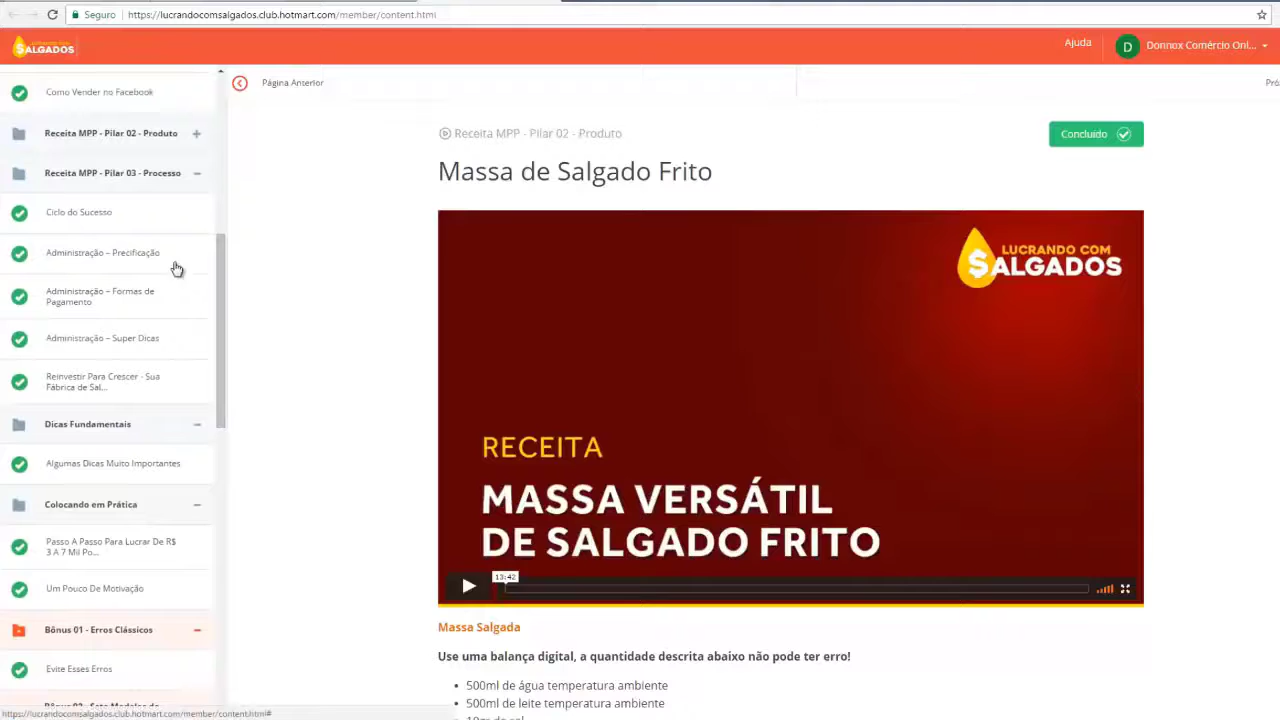 Seguro
https://lucrandocomsalgados.club.hotmart.com/member/content.html
SALGADOS
Ajuda
D
Donnox Comércio Onl...
Como Vender no Facebook
Receita MPP - Pilar 02 - Produto
Receita MPP - Pilar 03 - Processo
Ciclo do Sucesso
Administração – Precificação
Administração – Formas de
Pagamento
Administração – Super Dicas
Reinvestir Para Crescer - Sua
Fábrica de Sal...
Dicas Fundamentais
Algumas Dicas Muito Importantes
Colocando em Prática
Passo A Passo Para Lucrar De R$
3 A 7 Mil Po...
Um Pouco De Motivação
Bônus 01 - Erros Clássicos
Evite Esses Erros
https://lucrandocomsalgados.club.hotmart.com/member/content.html#
Página Anterior
Pró
Receita MPP - Pilar 02 - Produto
Concluído
Massa de Salgado Frito
LUCRANDO COM
$ALGADOS
RECEITA
MASSA VERSÁTIL
DE SALGADO FRITO
13:42
Massa Salgada
Use uma balança digital, a quantidade descrita abaixo não pode ter erro!
• 500ml de água temperatura ambiente
• 500ml de leite temperatura ambiente